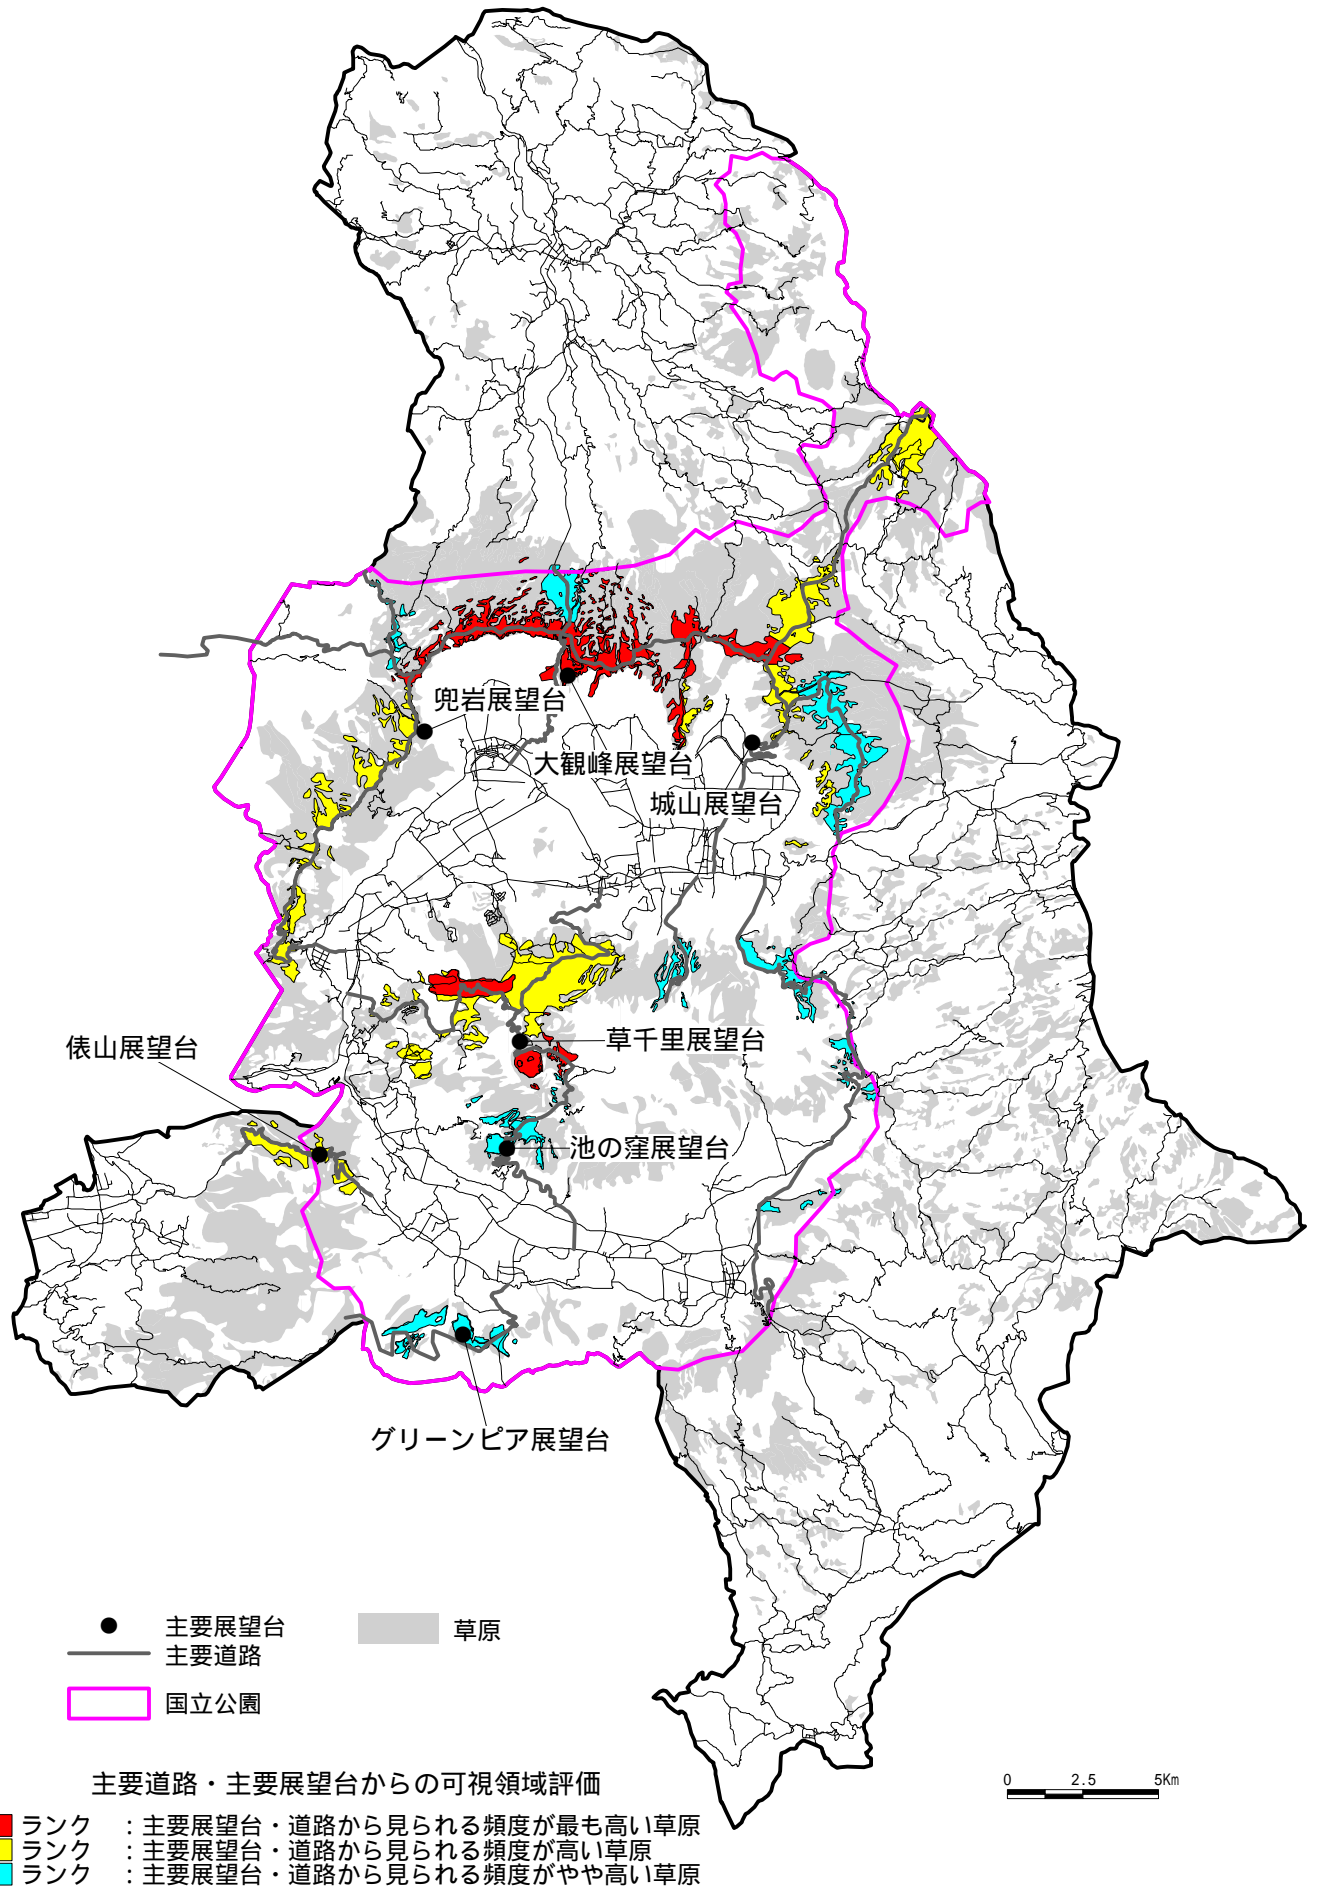 兜岩展望台
大観峰展望台
城山展望台
草千里展望台
俵山展望台
池の窪展望台
グリーンピア展望台
主要展望台
草原
主要道路
国立公園
主要道路・主要展望台からの可視領域評価
0 2.5 5Km
ランク :主要展望台・道路から見られる頻度が最も高い草原
ランク :主要展望台・道路から見られる頻度が高い草原
ランク :主要展望台・道路から見られる頻度がやや高い草原